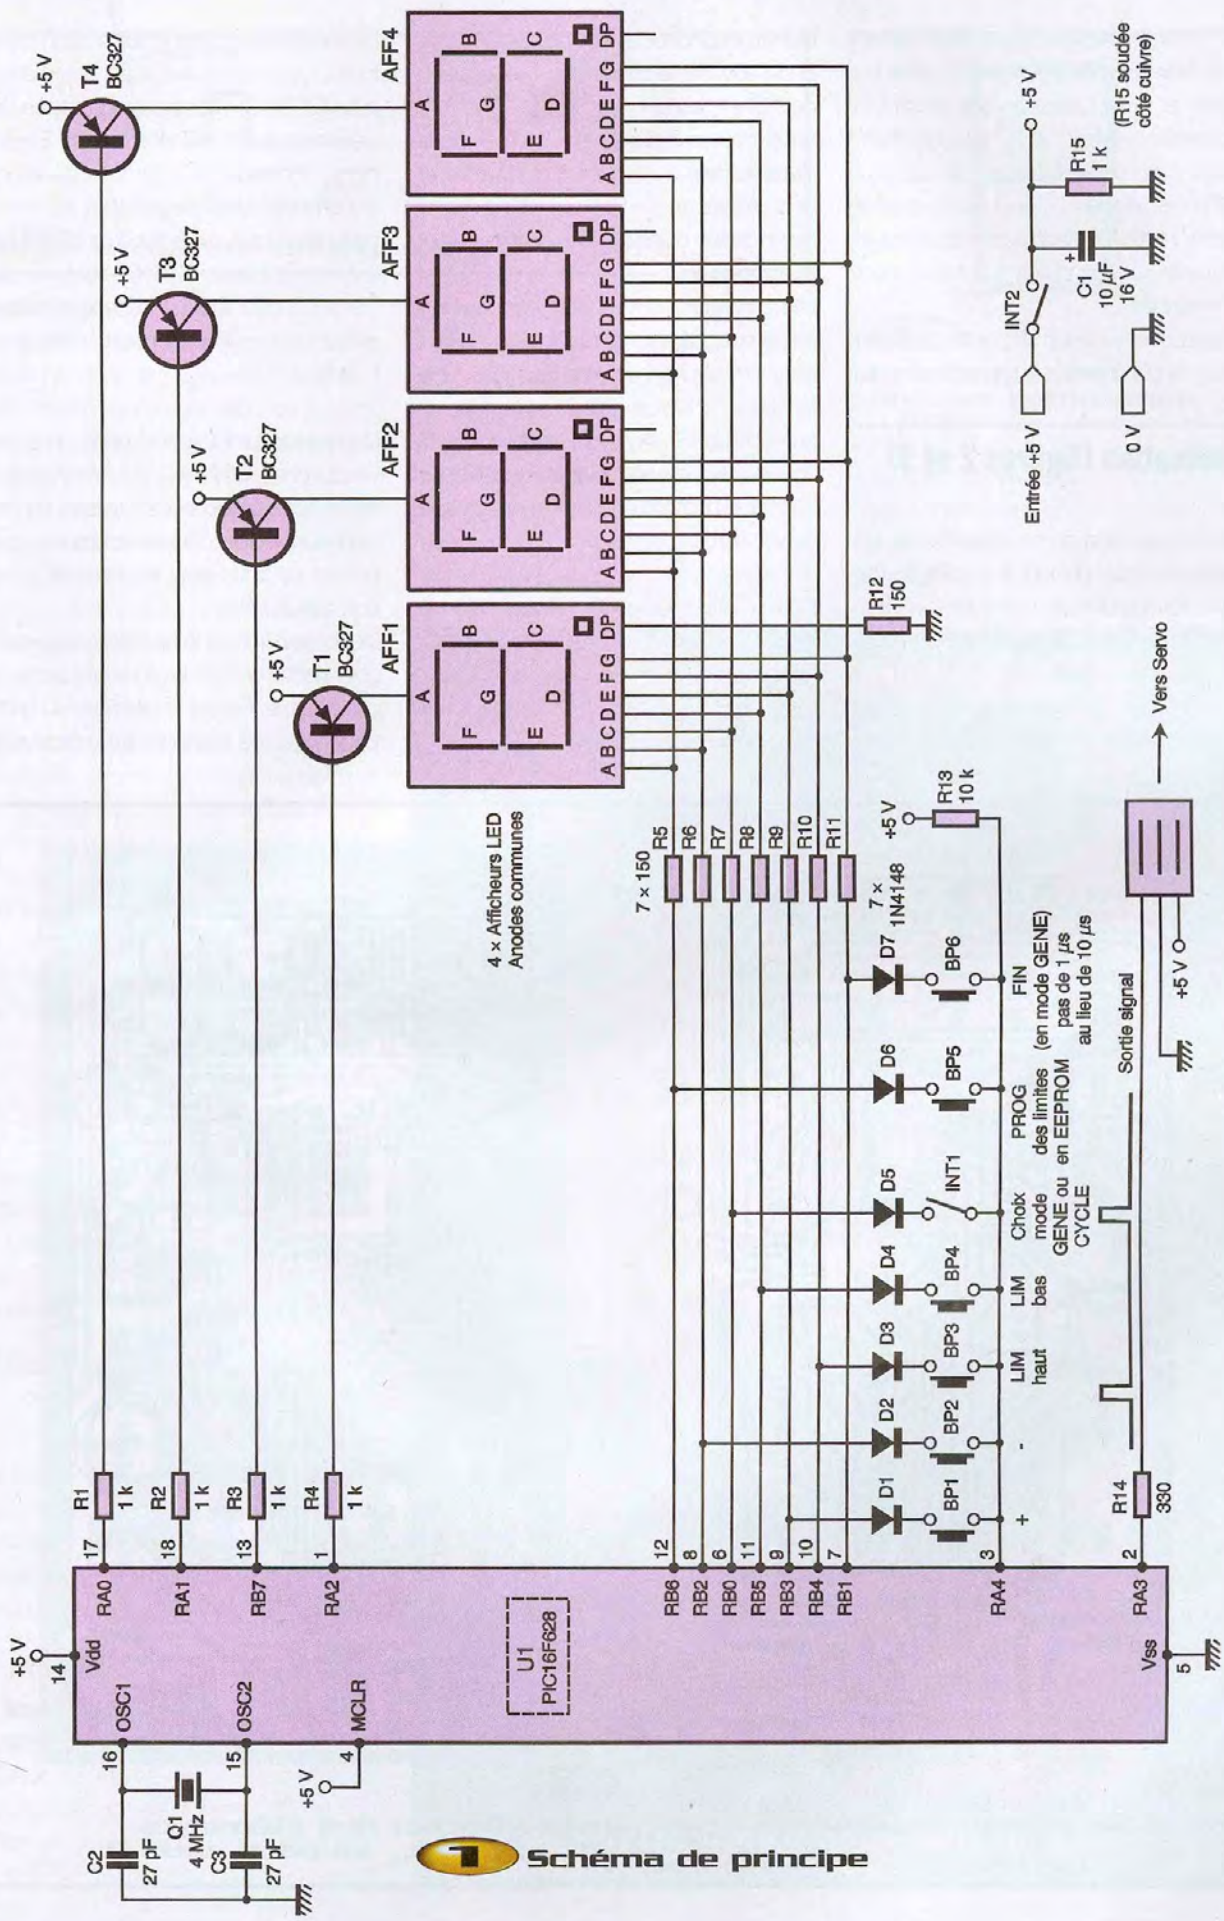 +5 V
14
Vdd
16
OSC1
15
OSC2
4
MCLR
+5 V
C2
27 pF
Q1
4 MHz
C3
27 pF
U1
PIC16F628
RA0
17
R1
1 k
RA1
18
R2
1 k
RB7
13
R3
1 k
RA2
1
R4
1 k
+5 V
T4
BC327
+5 V
T3
BC327
+5 V
T2
BC327
+5 V
T1
BC327
4 x Afficheurs LED
Anodes communes
AFF1
A
F
B
G
E
C
D
A B C D E F G DP
AFF2
A
F
B
G
E
C
D
A B C D E F G DP
AFF3
A
F
B
G
E
C
D
A B C D E F G DP
AFF4
A
F
B
G
E
C
D
A B C D E F G DP
RB6
12
RB2
8
RB0
6
RB5
11
RB3
9
RB4
10
RB1
7
RA4
3
RA3
2
Vss
5
7 x 150
R5
R6
R7
R8
R9
R10
R11
7 x
1N4148
R12
150
+5 V
R13
10 k
D1
D2
D3
D4
D5
D6
D7
BP1
BP2
BP3
BP4
INT1
BP5
BP6
+
-
LIM
haut
LIM
bas
Choix
mode
GENE ou
CYCLE
PROG
des limites
en EEPROM
FIN
(en mode GENE)
pas de 1 µs
au lieu de 10 µs
R14
330
Sortie signal
+5 V
Vers Servo
Entrée +5 V
INT2
+5 V
0 V
+
C1
10 µF
16 V
R15
1 k
(R15 soudée
côté cuivre)
1 Schéma de principe